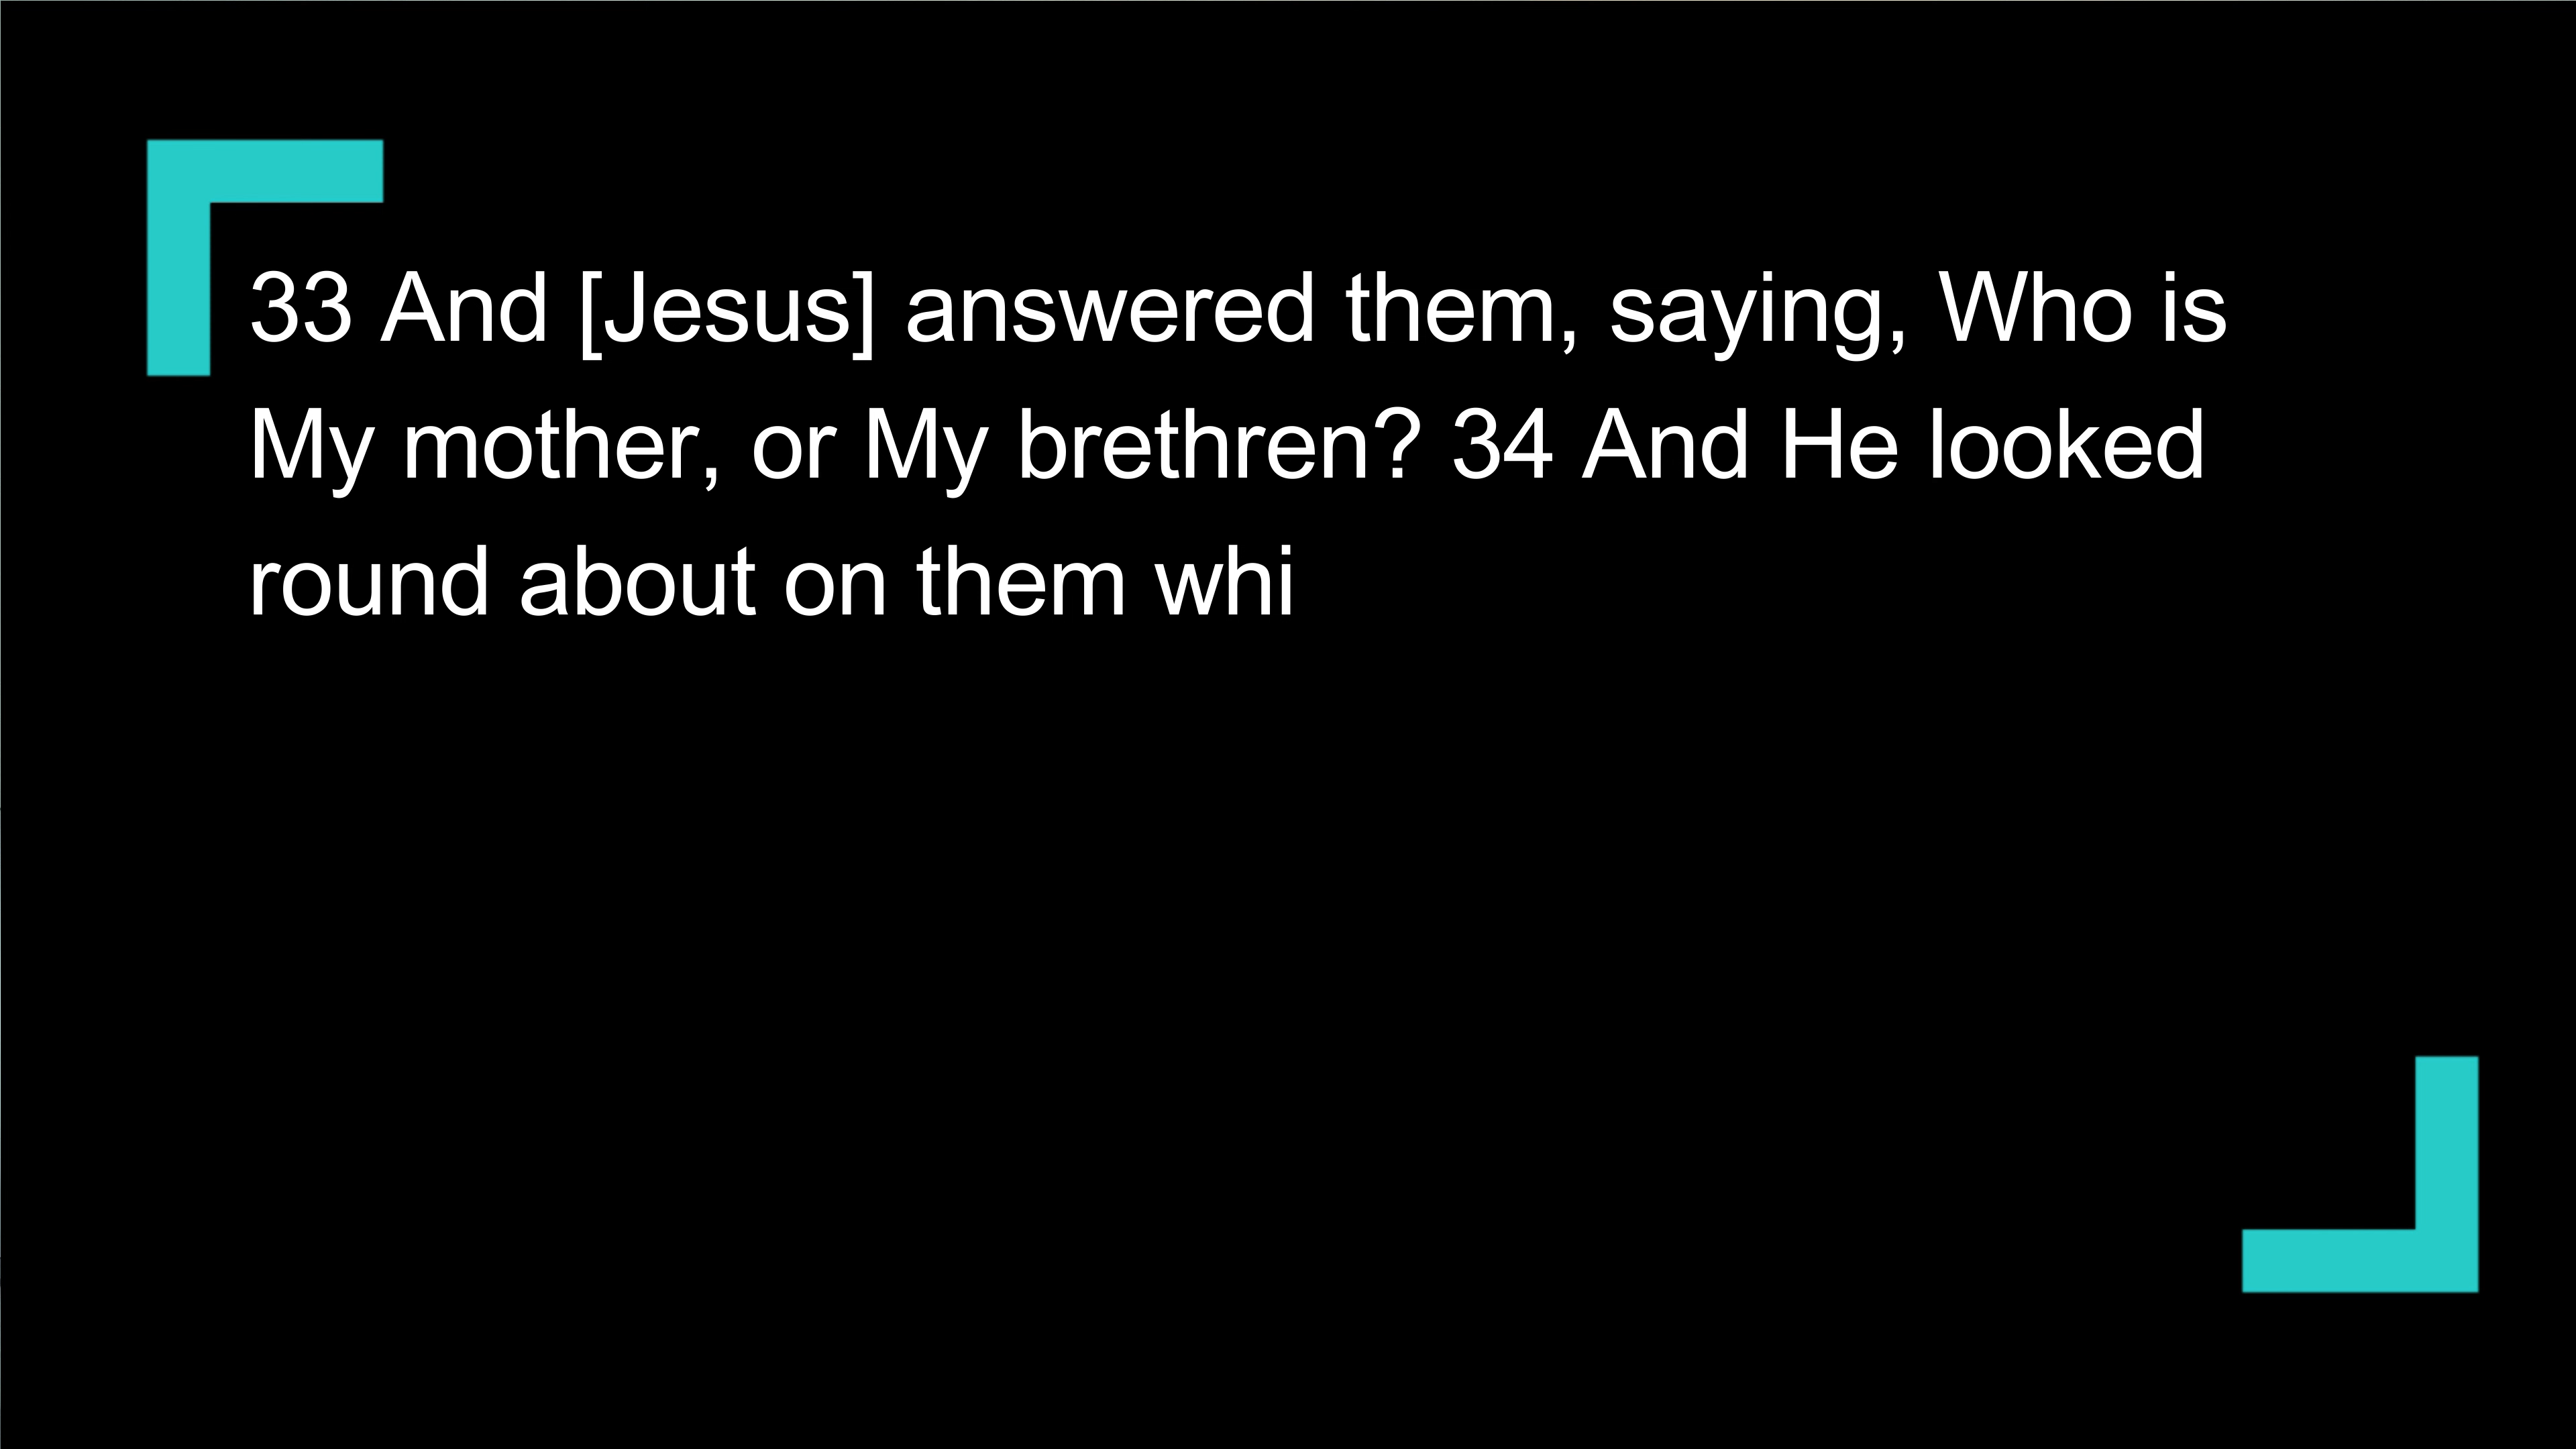 33 And [Jesus] answered them, saying, Who is
My mother, or My brethren? 34 And He looked
round about on them whi